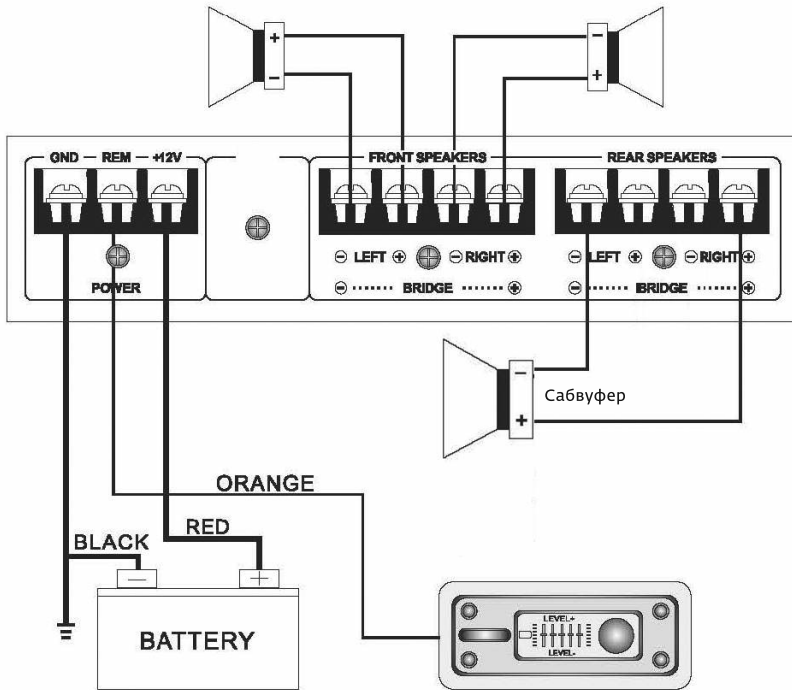 +
−
−
+
GND REM +12V
FRONT SPEAKERS
REAR SPEAKERS
− LEFT + − RIGHT +
− LEFT + − RIGHT +
POWER
− ...... BRIDGE ...... +
− ...... BRIDGE ...... +
−
Сабвуфер
+
ORANGE
RED
BLACK
− +
BATTERY
LEVEL+
LEVEL-